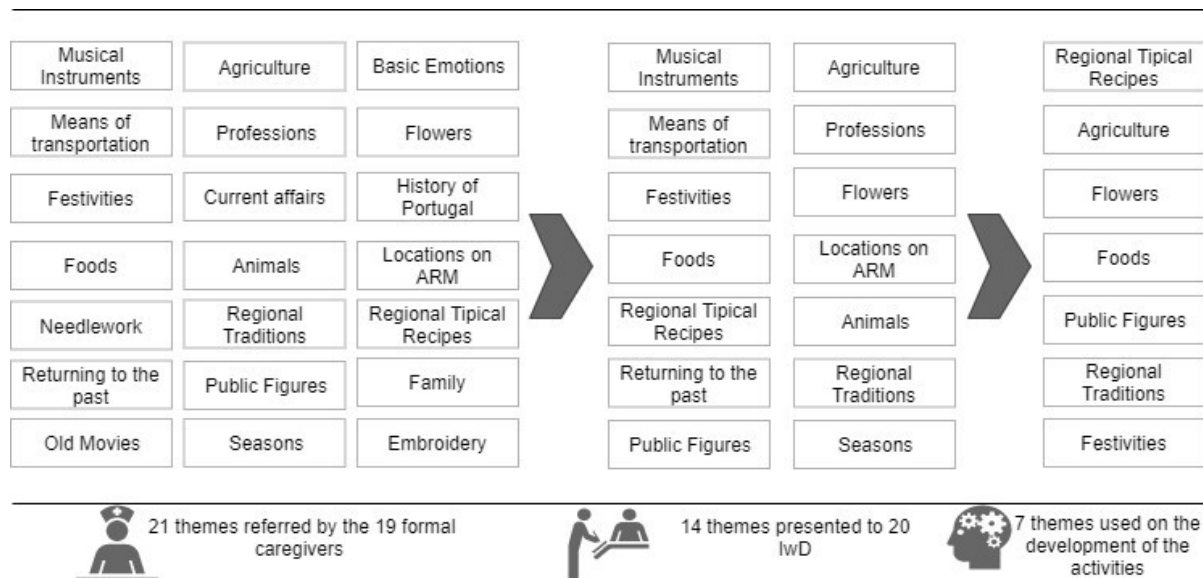 Musical
Instruments
Agriculture
Basic Emotions
Means of
transportation
Professions
Flowers
Festivities
Current affairs
History of
Portugal
Foods
Animals
Locations on
ARM
Needlework
Regional
Traditions
Regional Tipical
Recipes
Returning to the
past
Public Figures
Family
Old Movies
Seasons
Embroidery
Musical
Instruments
Agriculture
Means of
transportation
Professions
Festivities
Flowers
Foods
Locations on
ARM
Regional Tipical
Recipes
Animals
Returning to the
past
Regional
Traditions
Public Figures
Seasons
Regional Tipical
Recipes
Agriculture
Flowers
Foods
Public Figures
Regional
Traditions
Festivities
21 themes referred by the 19 formal
caregivers
14 themes presented to 20
IwD
7 themes used on the
development of the
activities